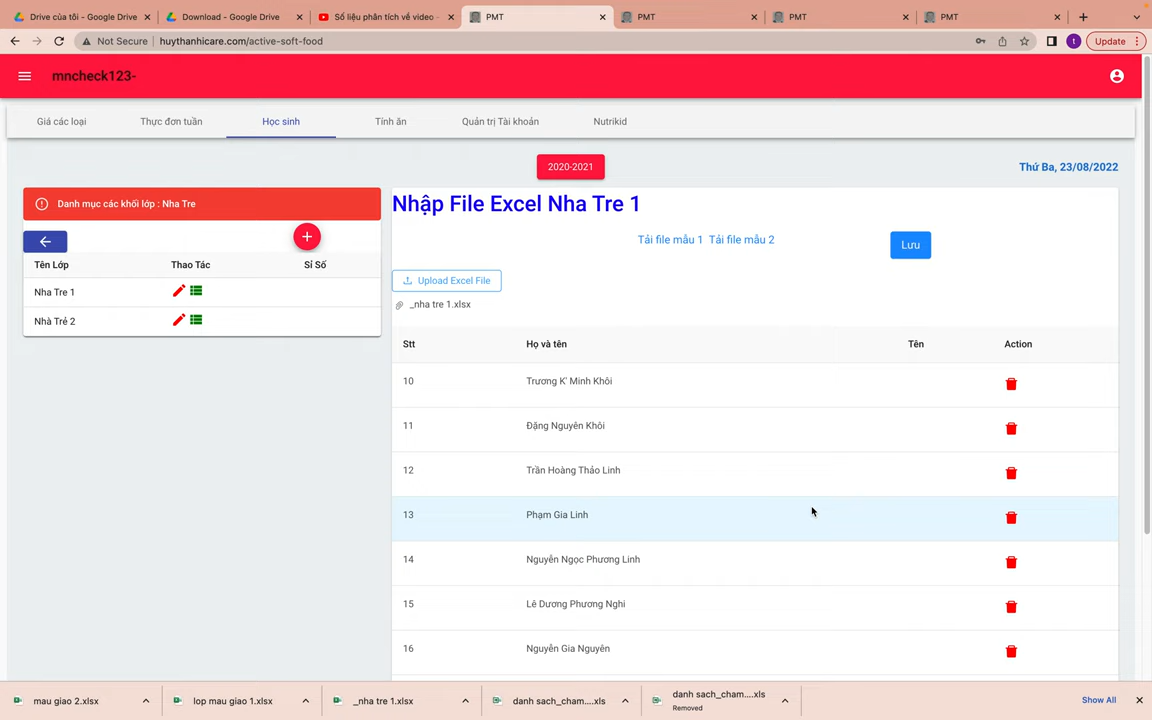 Drive của tôi - Google Drive
Download - Google Drive
Số liệu phân tích về video -
PMT
PMT
PMT
PMT
Not Secure
huythanhicare.com/active-soft-food
t
Update
mncheck123-
Giá các loại
Thực đơn tuần
Học sinh
Tính ăn
Quản trị Tài khoản
Nutrikid
2020-2021
Thứ Ba, 23/08/2022
Danh mục các khối lớp : Nha Tre
Tên Lớp Thao Tác Sỉ Số
Nha Tre 1
Nhà Trẻ 2
Nhập File Excel Nha Tre 1
Tải file mẫu 1 Tải file mẫu 2
Lưu
Upload Excel File
_nha tre 1.xlsx
Stt Họ và tên Tên Action
10 Trương K' Minh Khôi
11 Đặng Nguyên Khôi
12 Trần Hoàng Thảo Linh
13 Phạm Gia Linh
14 Nguyễn Ngọc Phương Linh
15 Lê Dương Phương Nghi
16 Nguyễn Gia Nguyên
mau giao 2.xlsx
lop mau giao 1.xlsx
_nha tre 1.xlsx
danh sach_cham....xls
danh sach_cham....xls
Removed
Show All